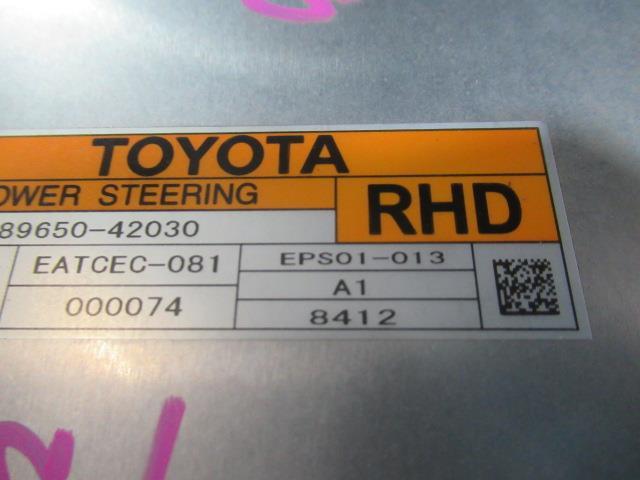 TOYOTA
OWER STEERING
RHD
89650-42030
EATCEC-081
EPS01-013
A1
000074
8412